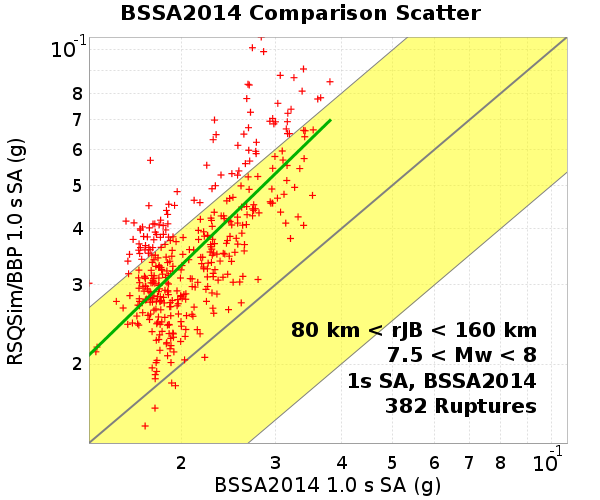 BSSA2014 Comparison Scatter
RSQSim/BBP 1.0 s SA (g)
10-1
8
7
6
5
4
3
2
80 km < rJB < 160 km
7.5 < Mw < 8
1s SA, BSSA2014
382 Ruptures
2 3 4 5 6 7 8 10-1
BSSA2014 1.0 s SA (g)